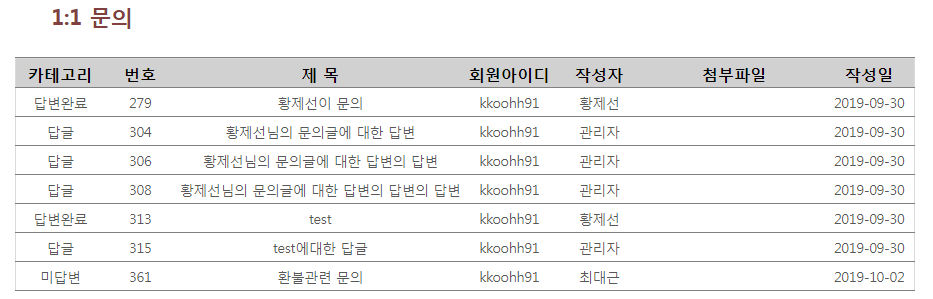 1:1 문의
카테고리 번호 제 목 회원아이디 작성자 첨부파일 작성일
답변완료 279 황제선이 문의 kkoohh91 황제선 2019-09-30
답글 304 황제선님의 문의글에 대한 답변 kkoohh91 관리자 2019-09-30
답글 306 황제선님의 문의글에 대한 답변의 답변 kkoohh91 관리자 2019-09-30
답글 308 황제선님의 문의글에 대한 답변의 답변의 답변 kkoohh91 관리자 2019-09-30
답변완료 313 test kkoohh91 황제선 2019-09-30
답글 315 test에대한 답글 kkoohh91 관리자 2019-09-30
미답변 361 환불관련 문의 kkoohh91 최대근 2019-10-02